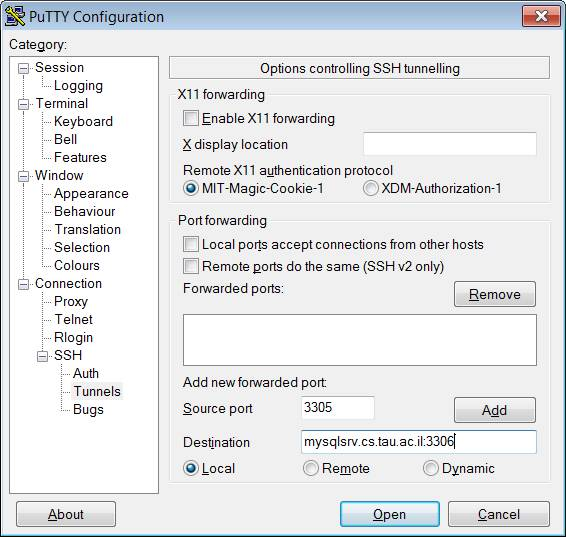 PuTTY Configuration
Category:
Session
Logging
Terminal
Keyboard
Bell
Features
Window
Appearance
Behaviour
Translation
Selection
Colours
Connection
Proxy
Telnet
Rlogin
SSH
Auth
Tunnels
Bugs
Options controlling SSH tunnelling
X11 forwarding
Enable X11 forwarding
X display location
Remote X11 authentication protocol
MIT-Magic-Cookie-1 XDM-Authorization-1
Port forwarding
Local ports accept connections from other hosts
Remote ports do the same (SSH v2 only)
Forwarded ports: Remove
Add new forwarded port:
Source port 3305 Add
Destination mysqlsrv.cs.tau.ac.il:3306
Local Remote Dynamic
About Open Cancel